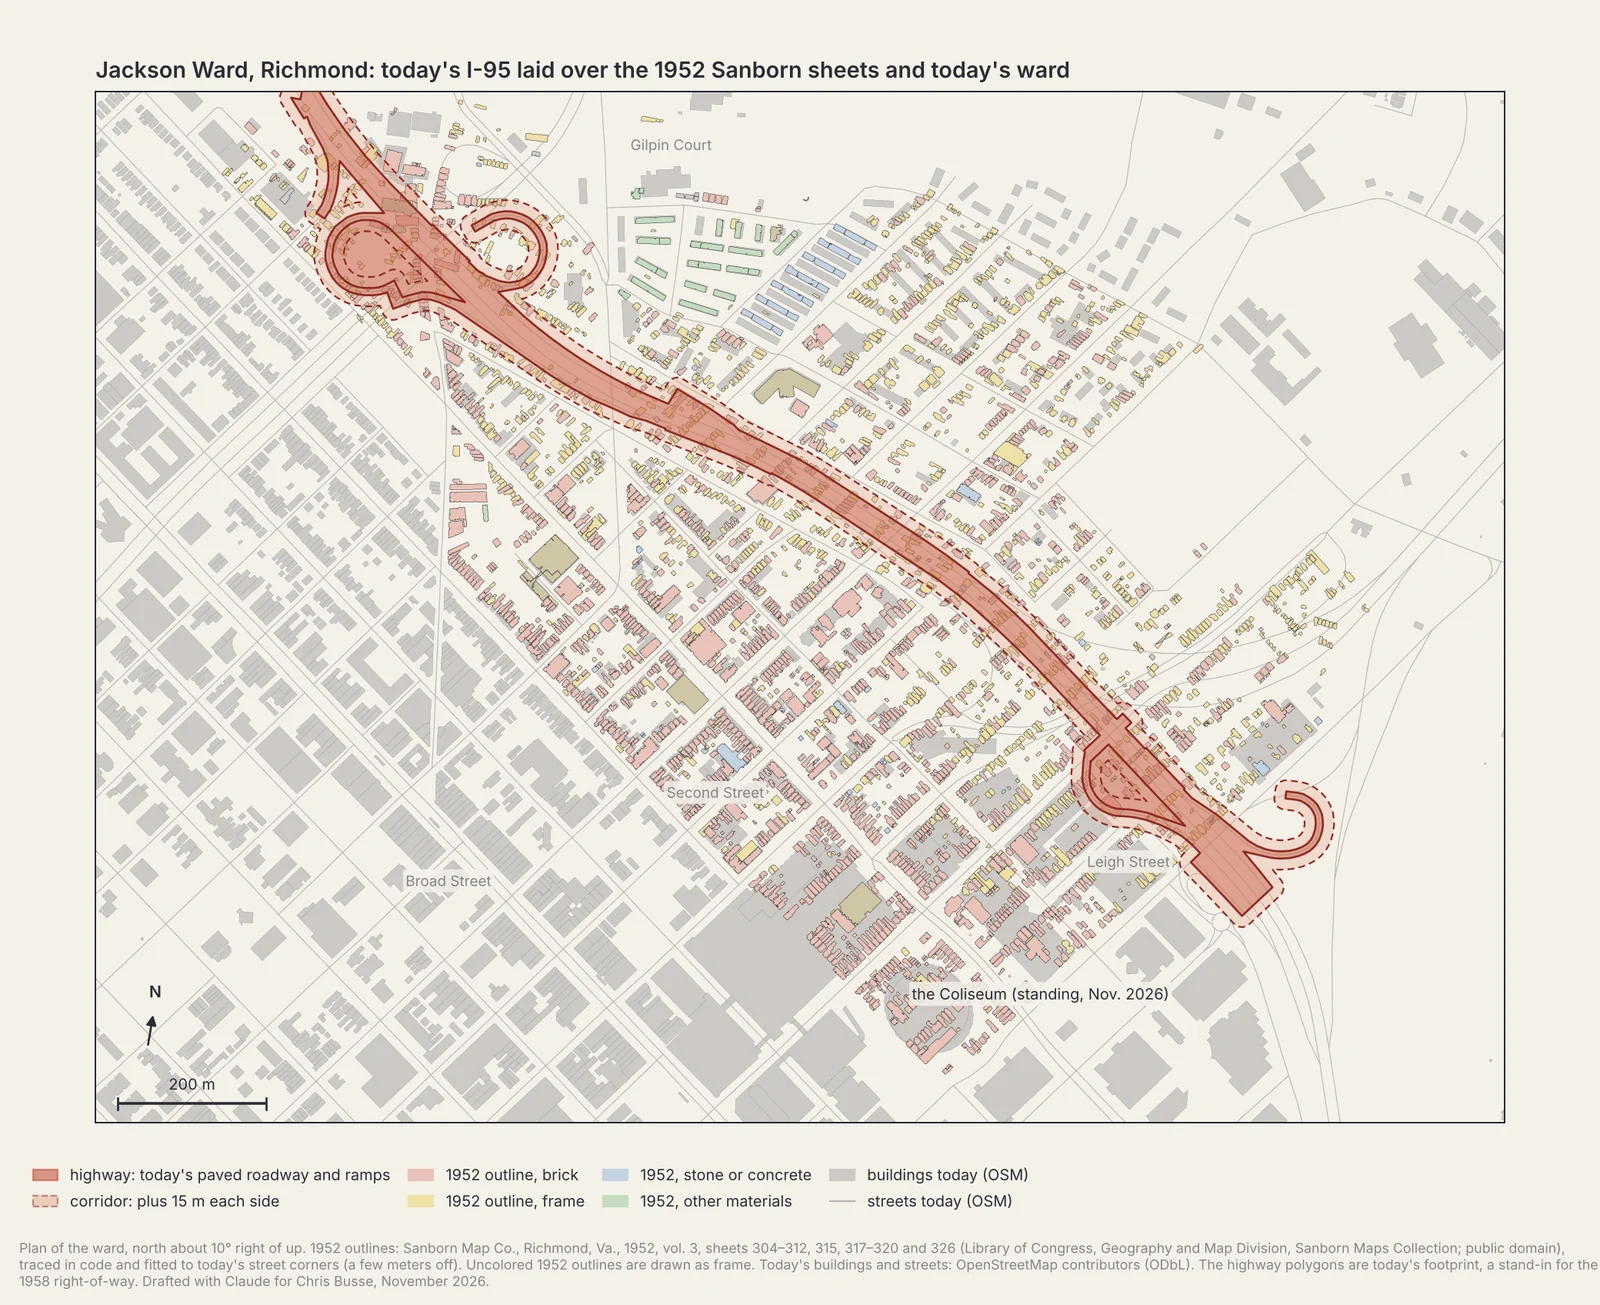 Jackson Ward, Richmond: today's I-95 laid over the 1952 Sanborn sheets and today's ward
Gilpin Court
Second Street
Leigh Street
Broad Street
the Coliseum (standing, Nov. 2026)
N
200 m
highway: today's paved roadway and ramps
corridor: plus 15 m each side
1952 outline, brick
1952 outline, frame
1952, stone or concrete
1952, other materials
buildings today (OSM)
streets today (OSM)
Plan of the ward, north about 10° right of up. 1952 outlines: Sanborn Map Co., Richmond, Va., 1952, vol. 3, sheets 304–312, 315, 317–320 and 326 (Library of Congress, Geography and Map Division, Sanborn Maps Collection; public domain),
traced in code and fitted to today's street corners (a few meters off). Uncolored 1952 outlines are drawn as frame. Today's buildings and streets: OpenStreetMap contributors (ODbL). The highway polygons are today's footprint, a stand-in for the
1958 right-of-way. Drafted with Claude for Chris Busse, November 2026.